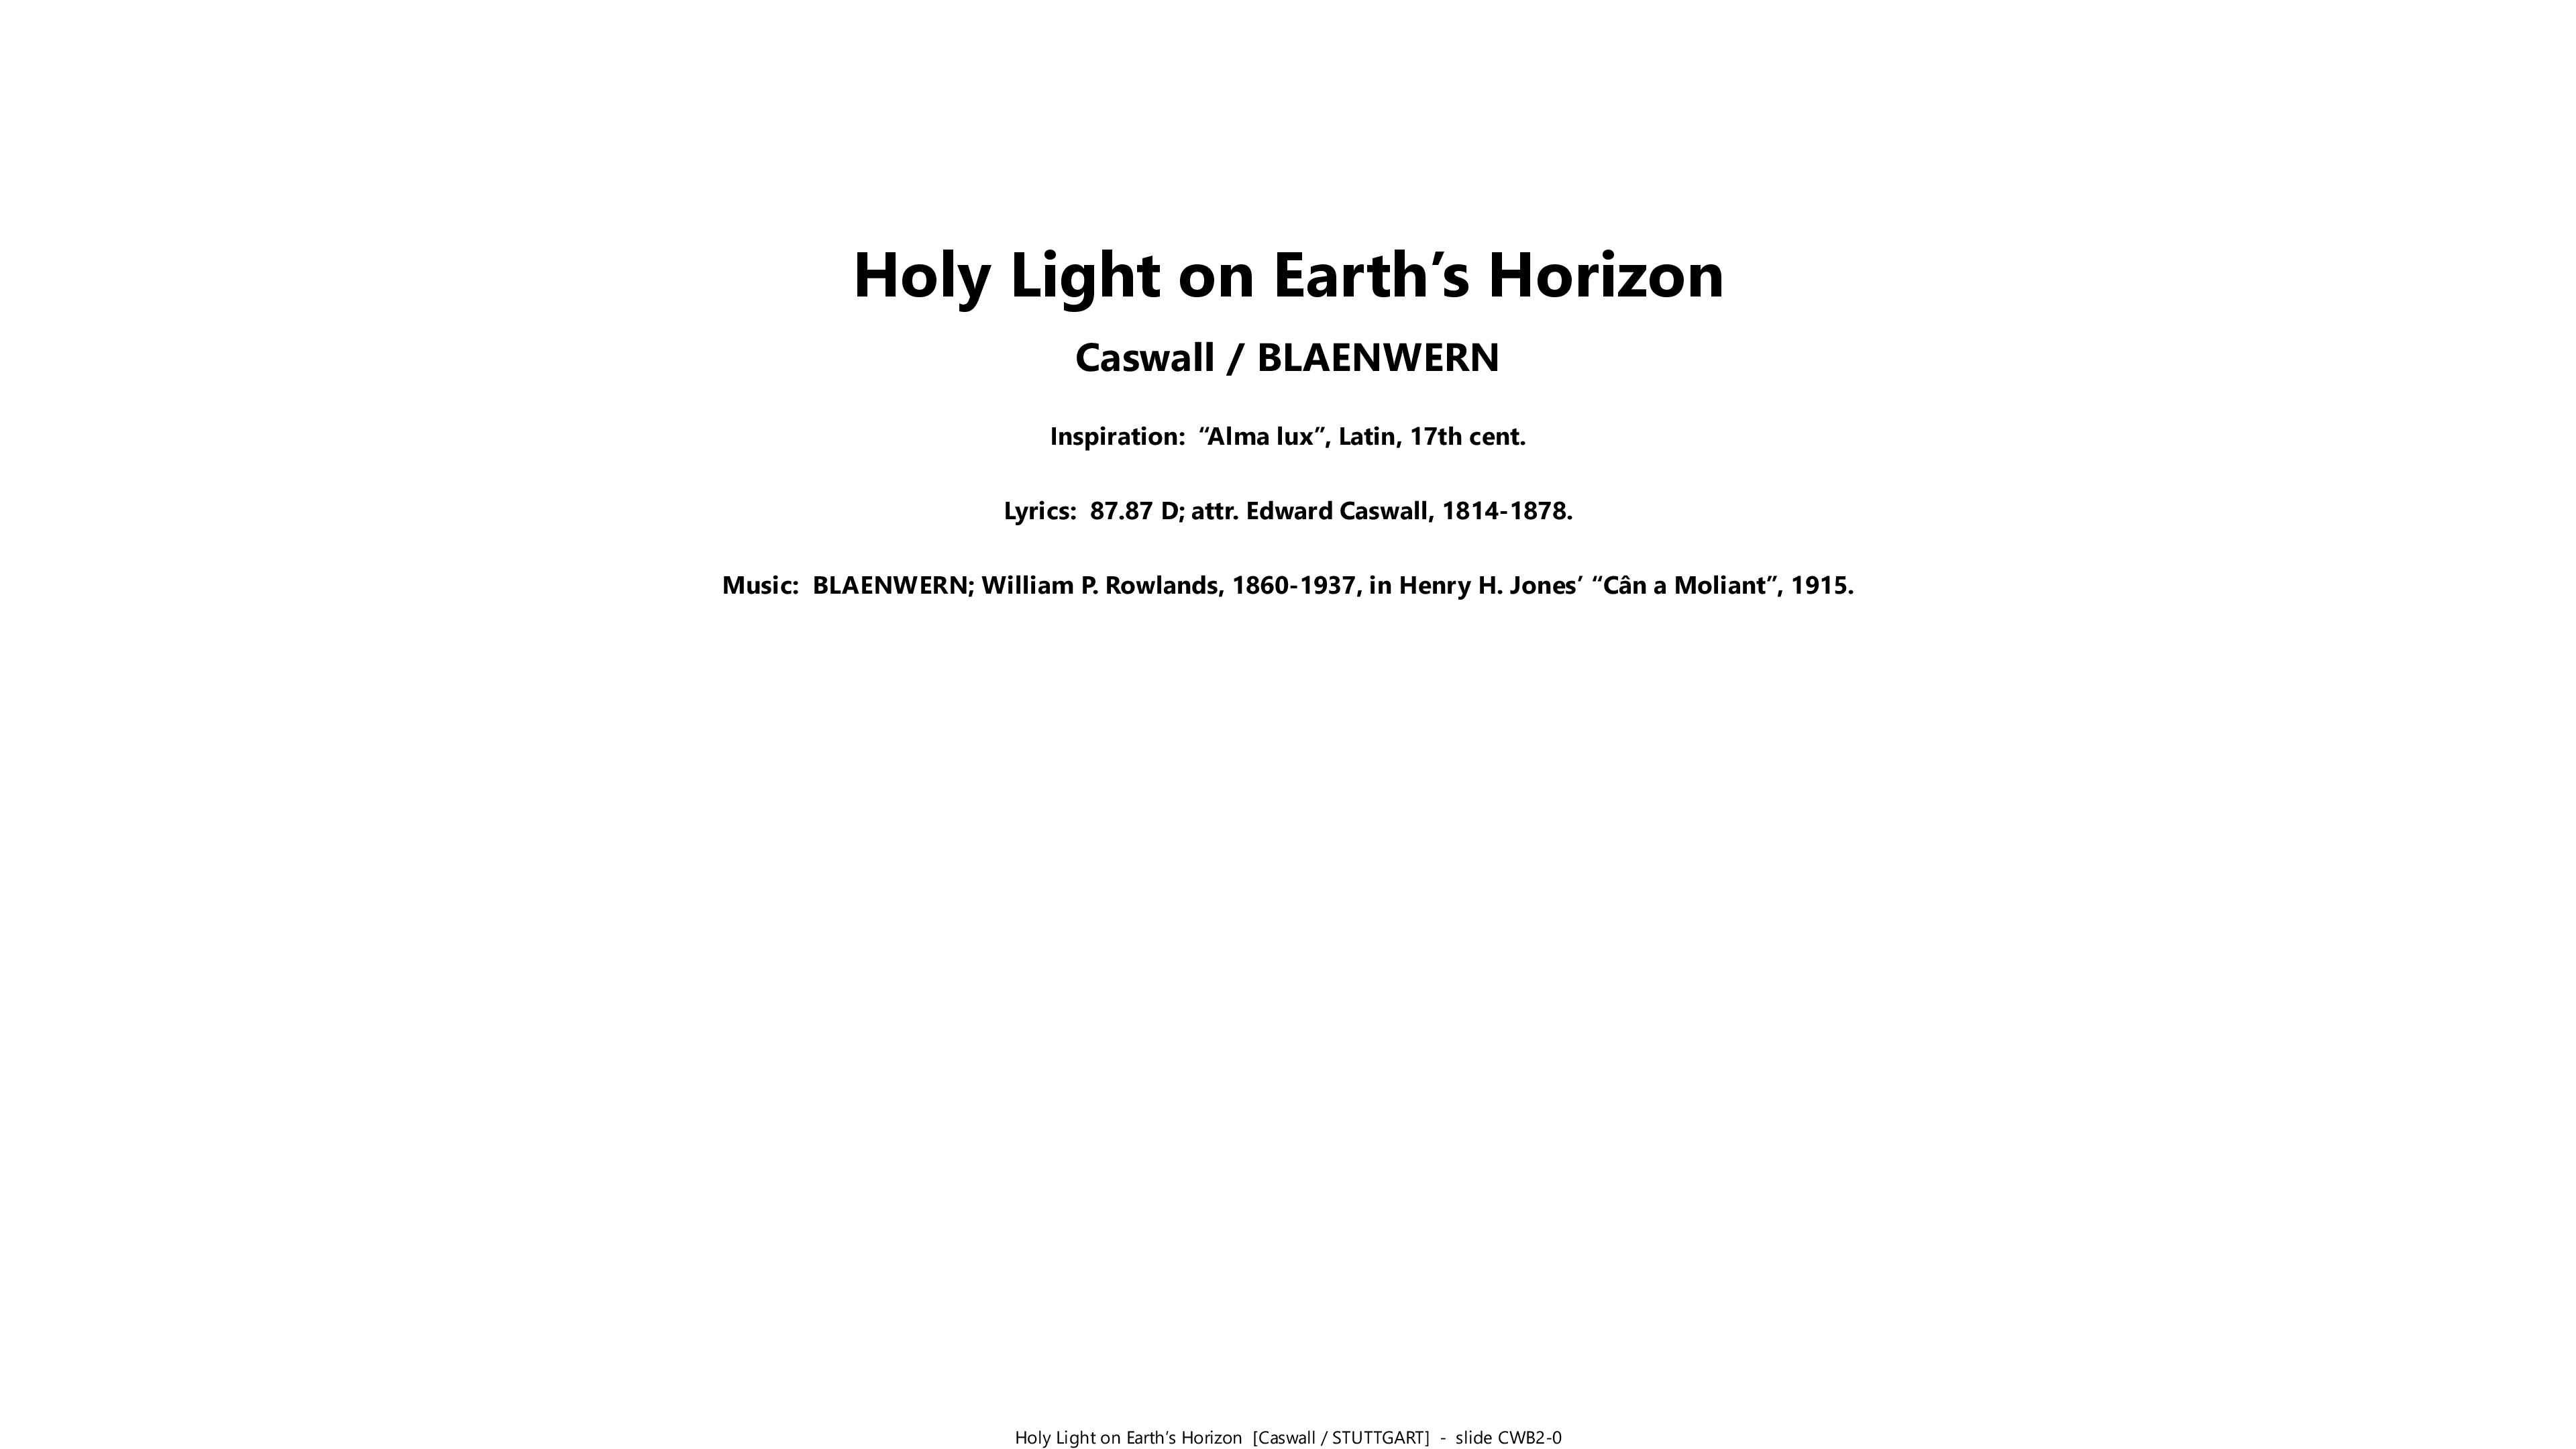 Holy Light on Earth’s Horizon
Caswall / BLAENWERN
Inspiration:  “Alma lux”, Latin, 17th cent.
Lyrics:  87.87 D; attr. Edward Caswall, 1814-1878.
Music:  BLAENWERN; William P. Rowlands, 1860-1937, in Henry H. Jones’ “Cân a Moliant”, 1915.
Holy Light on Earth’s Horizon  [Caswall / STUTTGART]  -  slide CWB2-0